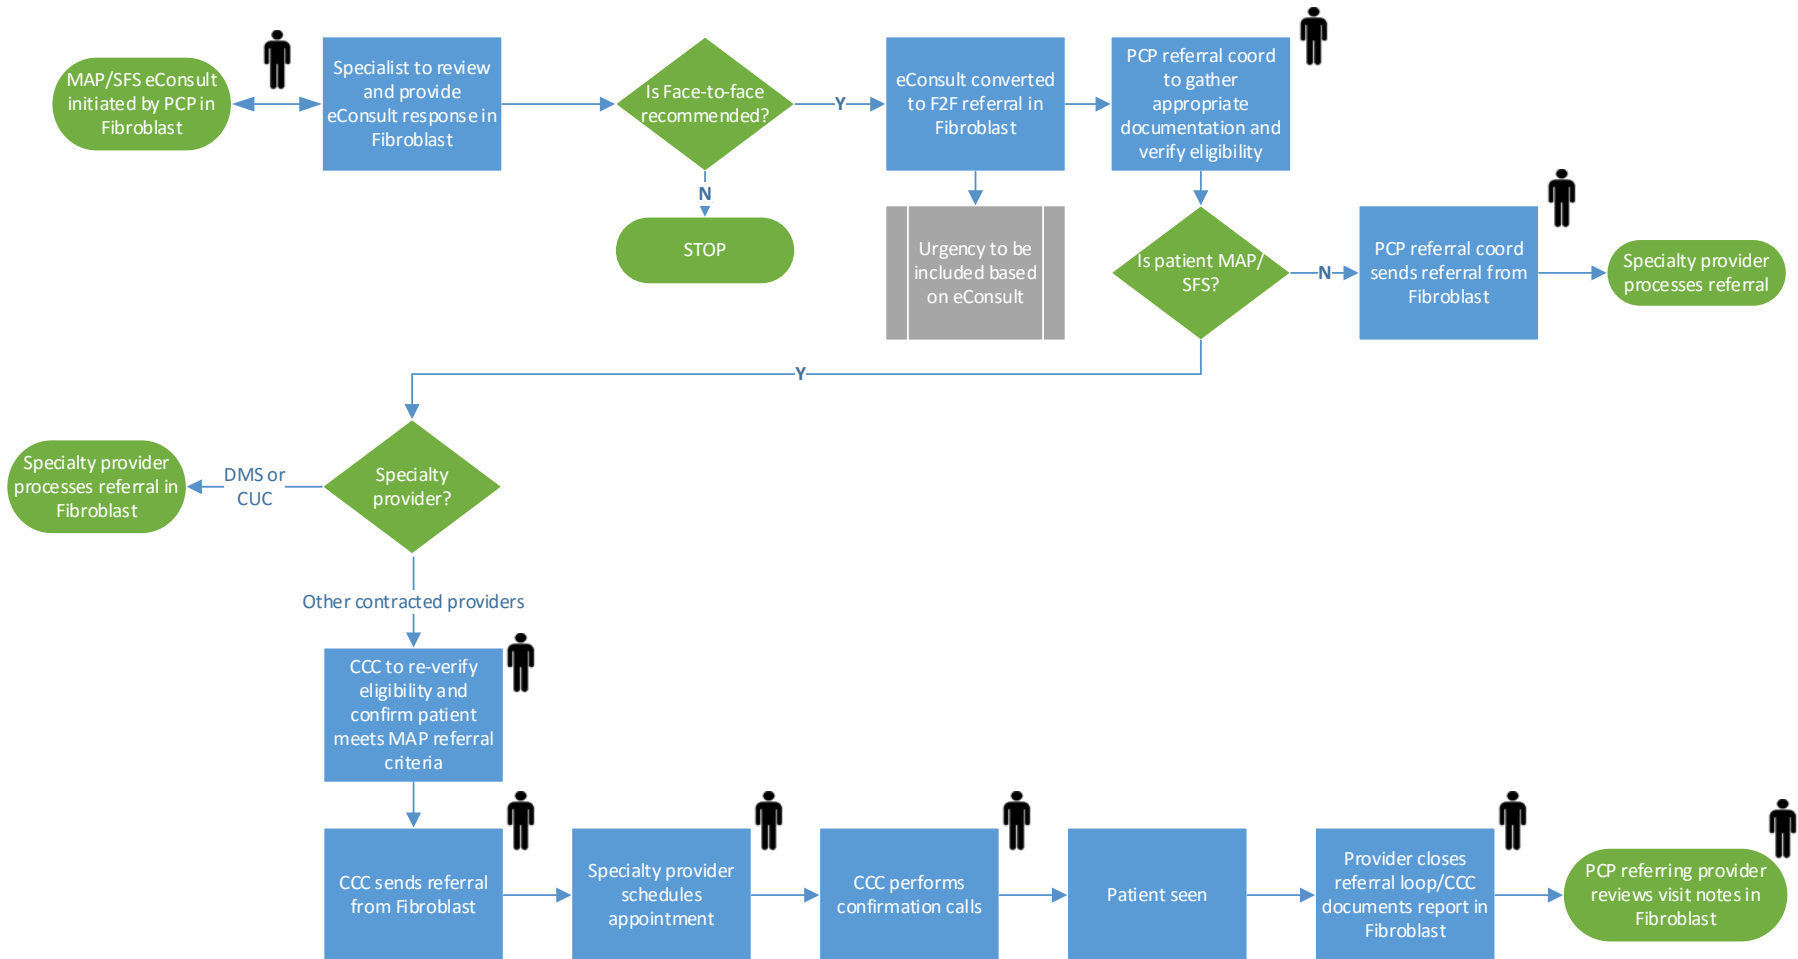 MAP/SFS eConsult
initiated by PCP in
Fibroblast
Specialist to review
and provide
eConsult response in
Fibroblast
Is Face-to-face
recommended?
Y
N
STOP
eConsult converted
to F2F referral in
Fibroblast
Urgency to be
included based
on eConsult
PCP referral coord
to gather
appropriate
documentation and
verify eligibility
Is patient MAP/
SFS?
N
PCP referral coord
sends referral from
Fibroblast
Specialty provider
processes referral
Y
Specialty
provider?
DMS or
CUC
Specialty provider
processes referral in
Fibroblast
Other contracted providers
CCC to re-verify
eligibility and
confirm patient
meets MAP referral
criteria
CCC sends referral
from Fibroblast
Specialty provider
schedules
appointment
CCC performs
confirmation calls
Patient seen
Provider closes
referral loop/CCC
documents report in
Fibroblast
PCP referring provider
reviews visit notes in
Fibroblast